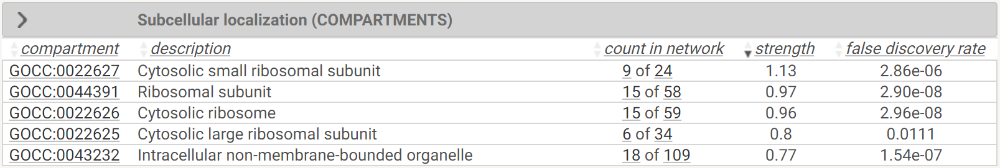 Subcellular localization (COMPARTMENTS)
compartment description count in network strength false discovery rate
GOCC:0022627 Cytosolic small ribosomal subunit 9 of 24 1.13 2.86e-06
GOCC:0044391 Ribosomal subunit 15 of 58 0.97 2.90e-08
GOCC:0022626 Cytosolic ribosome 15 of 59 0.96 2.96e-08
GOCC:0022625 Cytosolic large ribosomal subunit 6 of 34 0.8 0.0111
GOCC:0043232 Intracellular non-membrane-bounded organelle 18 of 109 0.77 1.54e-07